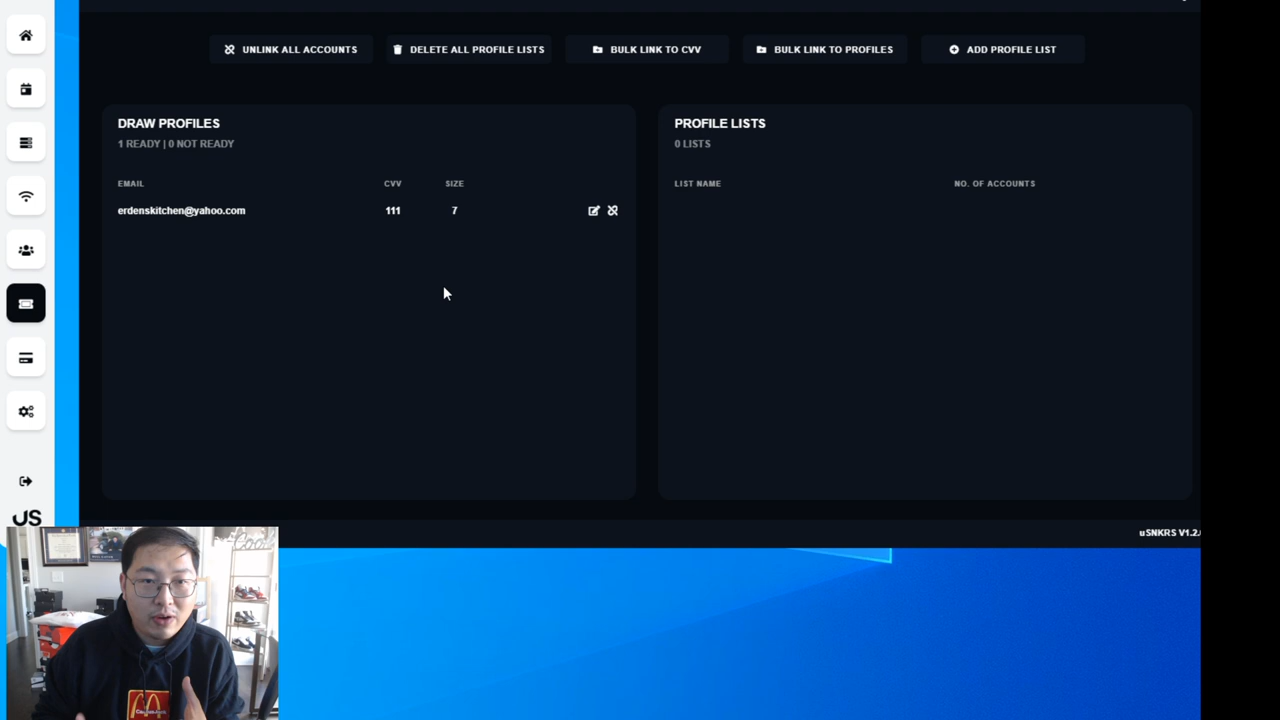 UNLINK ALL ACCOUNTS
DELETE ALL PROFILE LISTS
BULK LINK TO CVV
BULK LINK TO PROFILES
ADD PROFILE LIST
DRAW PROFILES
1 READY | 0 NOT READY
EMAIL CVV SIZE
erdenskitchen@yahoo.com 111 7
PROFILE LISTS
0 LISTS
LIST NAME NO. OF ACCOUNTS
US
uSNKRS V1.2.